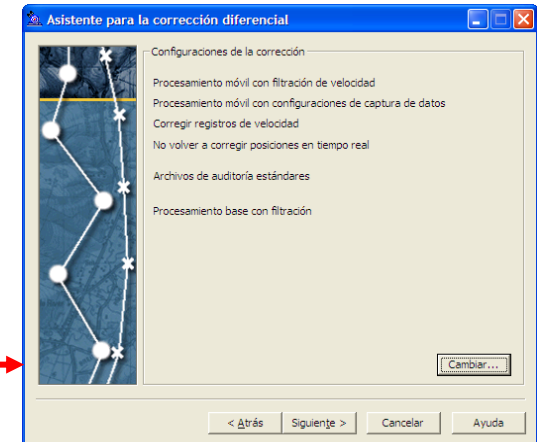 Asistente para la corrección diferencial
Configuraciones de la corrección
Procesamiento móvil con filtración de velocidad
Procesamiento móvil con configuraciones de captura de datos
Corregir registros de velocidad
No volver a corregir posiciones en tiempo real
Archivos de auditoría estándares
Procesamiento base con filtración
Cambiar...
< Atrás Siguiente > Cancelar Ayuda